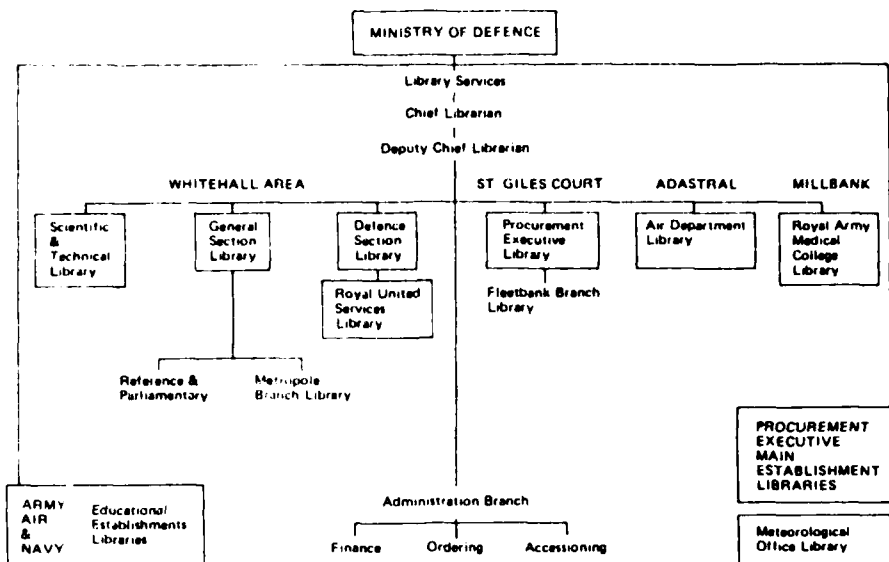 MINISTRY OF DEFENCE
Library Services
Chief Librarian
Deputy Chief Librarian
WHITEHALL AREA
ST. GILES COURT
ADASTRAL
MILLBANK
Scientific
&
Technical
Library
General
Section
Library
Defence
Section
Library
Royal United
Services
Library
Procurement
Executive
Library
Fleetbank Branch
Library
Air Department
Library
Royal Army
Medical
College
Library
Reference &
Parliamentary
Metropole
Branch Library
PROCUREMENT
EXECUTIVE
MAIN
ESTABLISHMENT
LIBRARIES
ARMY
AIR
&
NAVY
Educational
Establishments
Libraries
Administration Branch
Finance
Ordering
Accessioning
Meteorological
Office Library